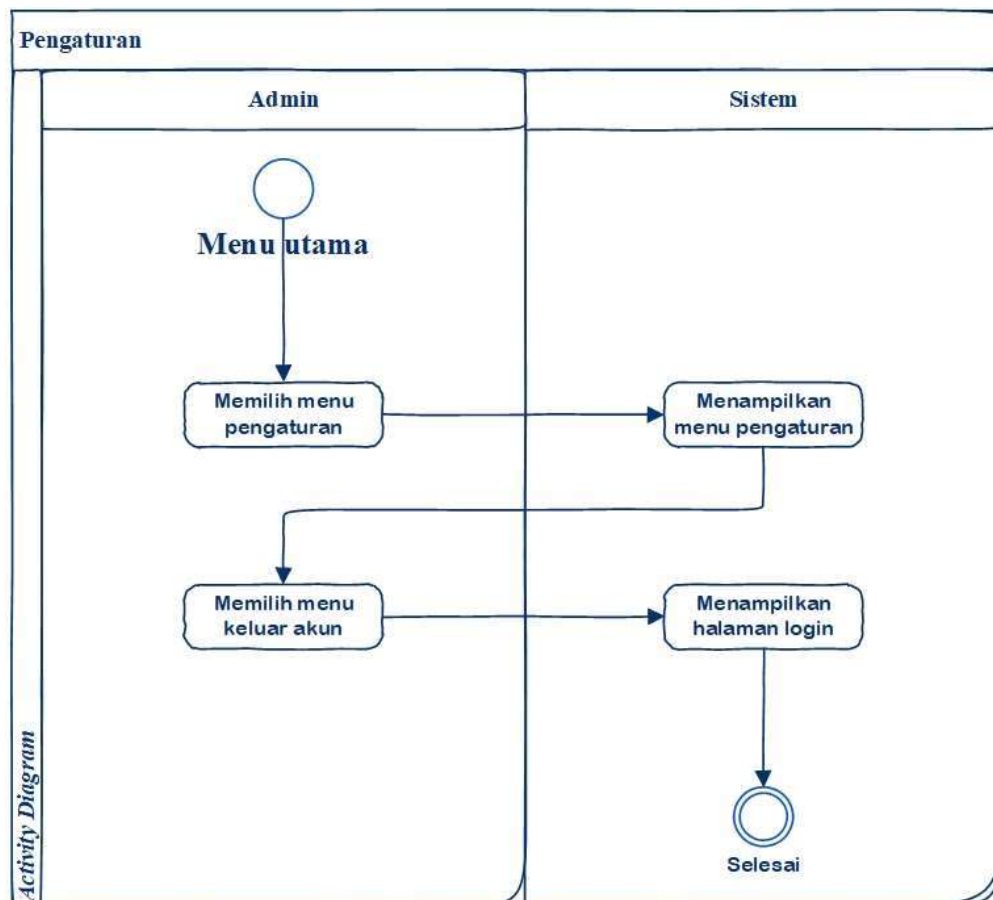 Pengaturan
Admin
Sistem
Menu utama
Memilih menu
pengaturan
Menampilkan
menu pengaturan
Memilih menu
keluar akun
Menampilkan
halaman login
Selesai
Activity Diagram